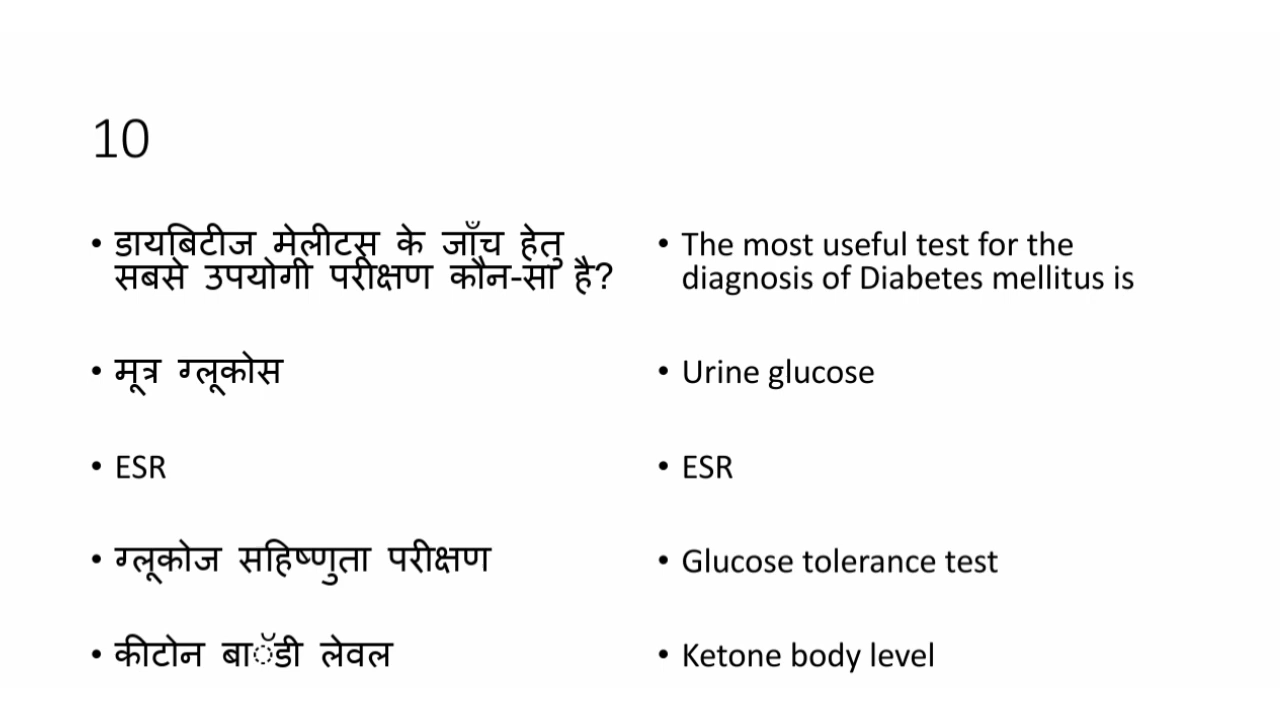 10
• डायबिटीज मेलीटस के जाँच हेतु
सबसे उपयोगी परीक्षण कौन-सा है?
• मूत्र ग्लूकोस
• ESR
• ग्लूकोज सहिष्णुता परीक्षण
• कीटोन बाॅडी लेवल
• The most useful test for the
diagnosis of Diabetes mellitus is
• Urine glucose
• ESR
• Glucose tolerance test
• Ketone body level